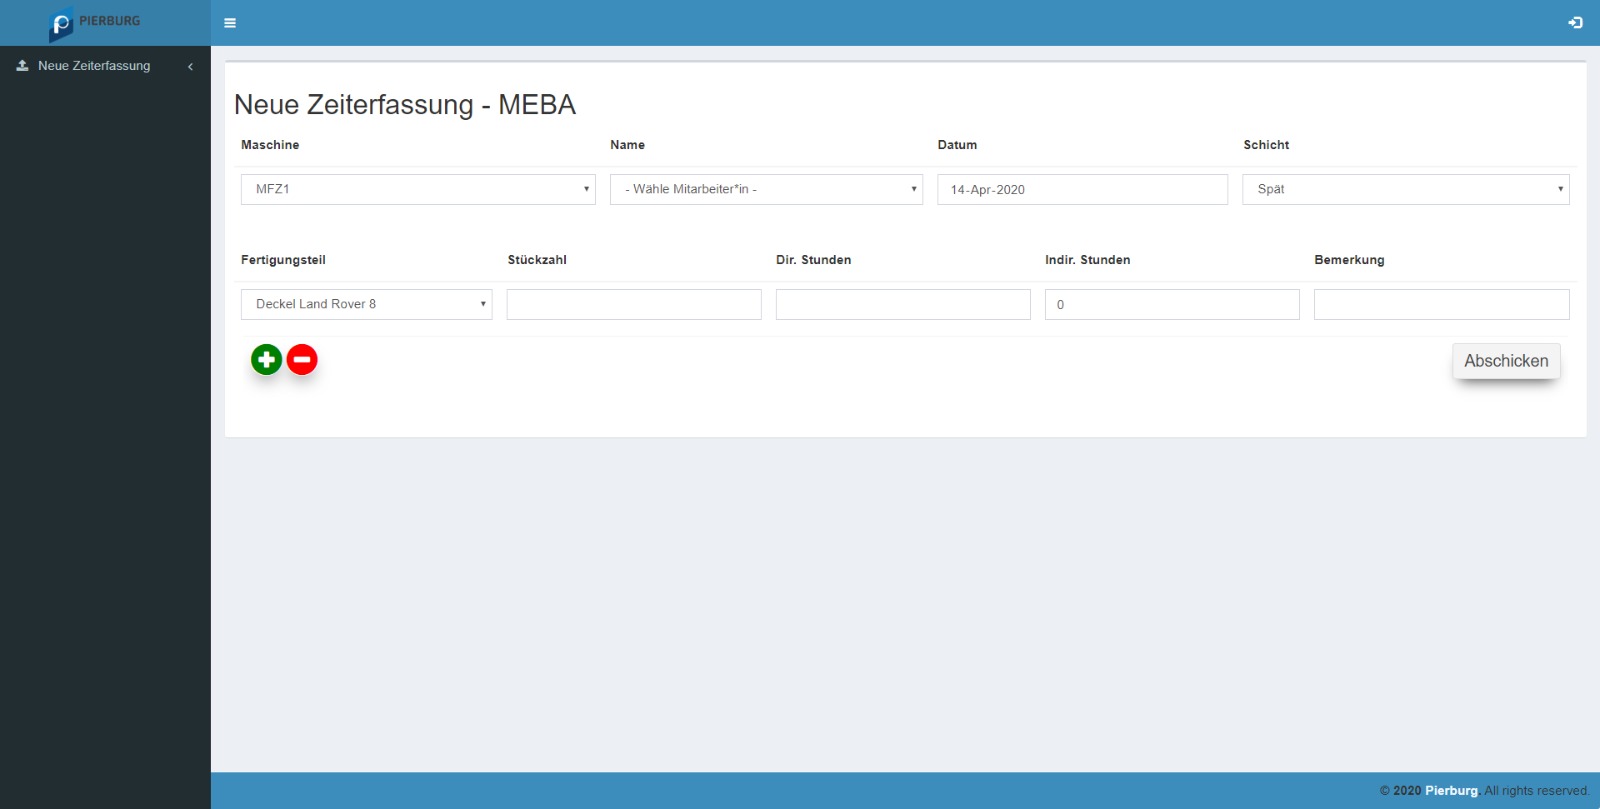 PIERBURG
Neue Zeiterfassung
Neue Zeiterfassung - MEBA
Maschine Name Datum Schicht
MFZ1 - Wähle Mitarbeiter*in - 14-Apr-2020 Spät
Fertigungsteil Stückzahl Dir. Stunden Indir. Stunden Bemerkung
Deckel Land Rover 8 0
Abschicken
© 2020 Pierburg. All rights reserved.